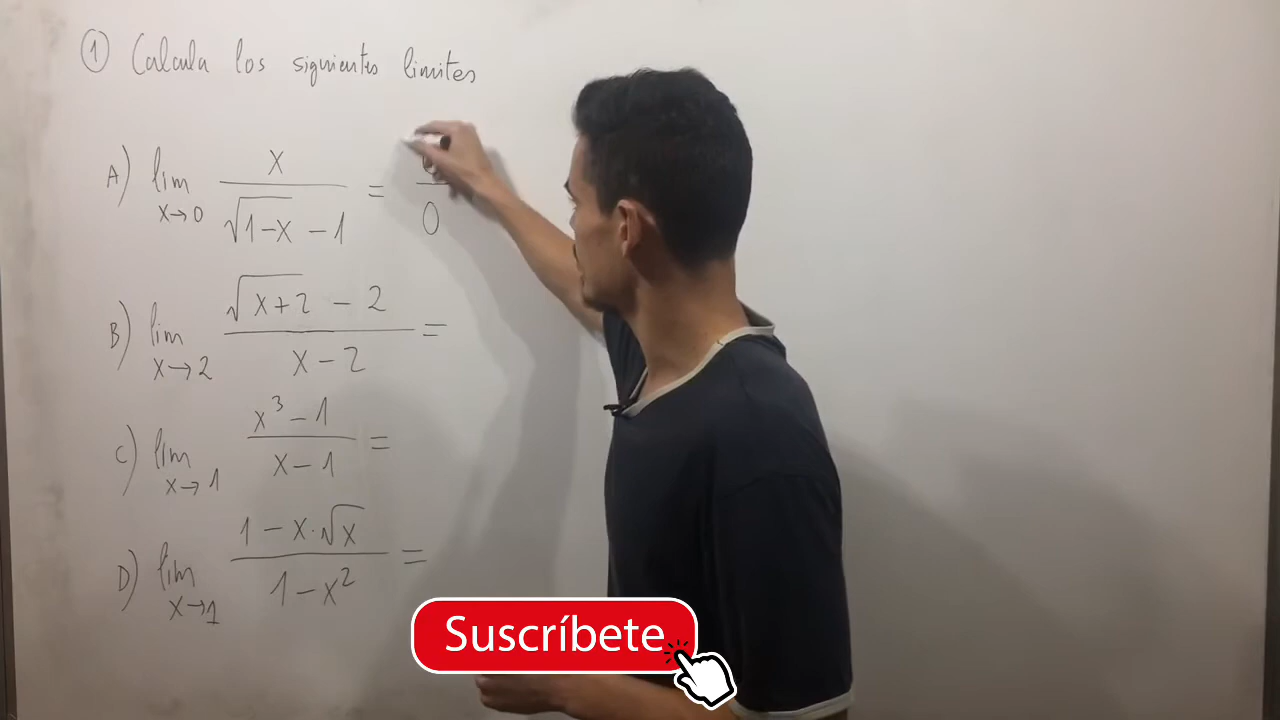 ① Calcula los siguientes limites
A) lim x→0 x / (√(1-x) - 1) = 0 / 0
B) lim x→2 (√(x+2) - 2) / (x - 2) =
C) lim x→1 (x³ - 1) / (x - 1) =
D) lim x→1 (1 - x·√x) / (1 - x²) =
Suscríbete